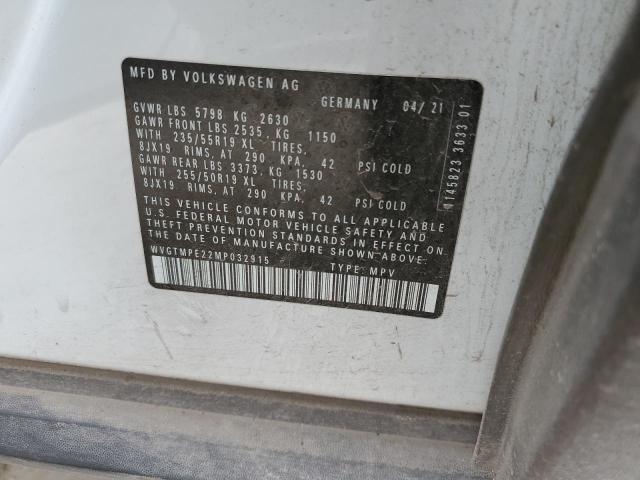 MFD BY VOLKSWAGEN AG
GERMANY 04/21
GVWR LBS 5798 KG 2630
GAWR FRONT LBS 2535, KG 1150
WITH 235/55R19 XL TIRES,
8JX19 RIMS, AT 290 KPA, 42 PSI COLD
GAWR REAR LBS 3373, KG 1530
WITH 255/50R19 XL TIRES,
8JX19 RIMS, AT 290 KPA, 42 PSI COLD
THIS VEHICLE CONFORMS TO ALL APPLICABLE
U.S. FEDERAL MOTOR VEHICLE SAFETY AND
THEFT PREVENTION STANDARDS IN EFFECT ON
THE DATE OF MANUFACTURE SHOWN ABOVE.
WVGTMPE22MP032915 TYPE: MPV
1145823 3633 01